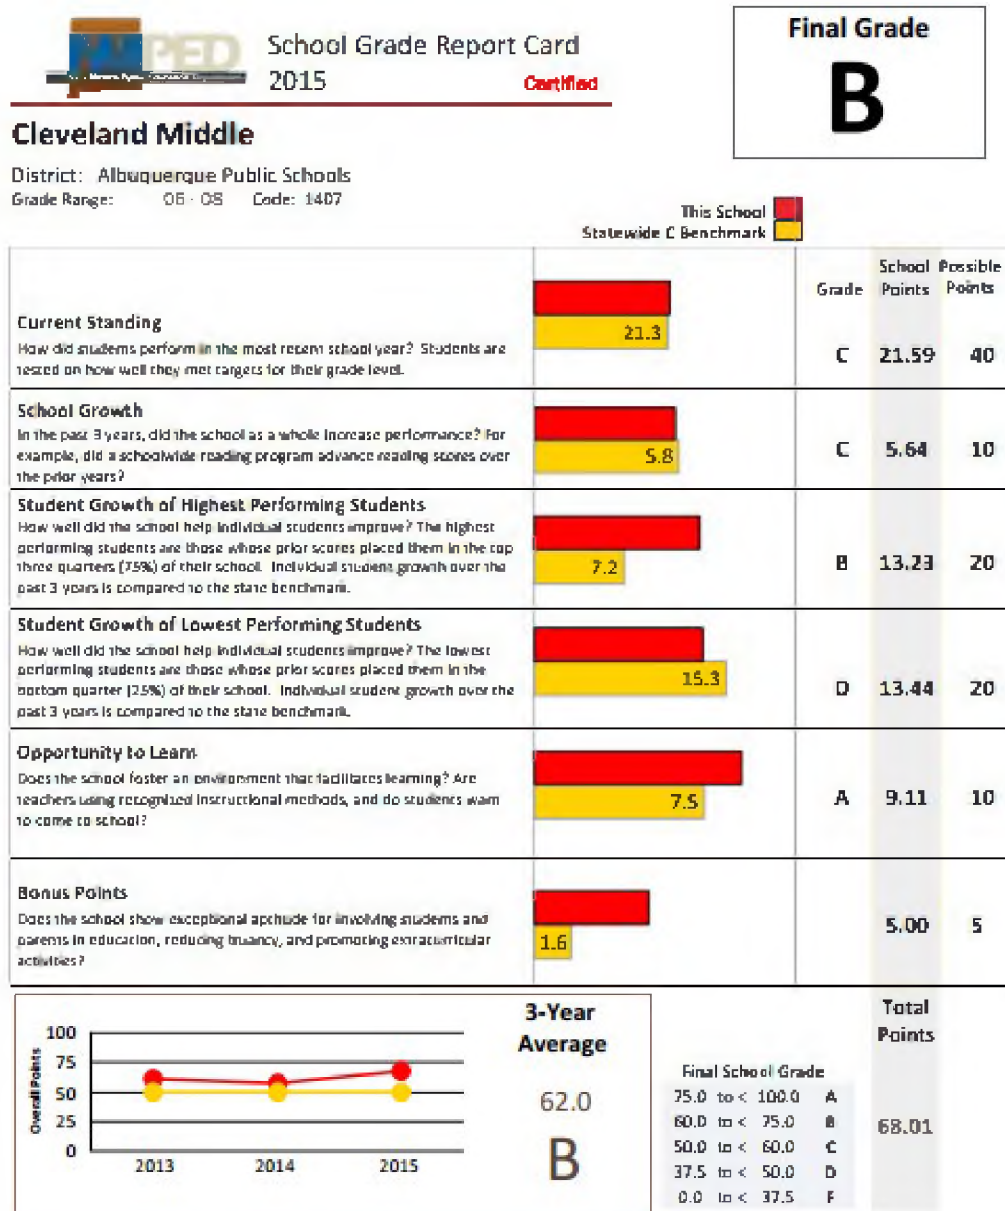 PED
School Grade Report Card
2015
Certified
Final Grade
B
Cleveland Middle
District: Albuquerque Public Schools
Grade Range: 06 - 08 Code: 1407
This School
Statewide C Benchmark
Grade School Points Possible Points
Current Standing
How did students perform in the most recent school year? Students are
tested on how well they met targets for their grade level.
21.3
C 21.59 40
School Growth
In the past 3 years, did the school as a whole increase performance? For
example, did a schoolwide reading program advance reading scores over
the prior years?
5.8
C 5.64 10
Student Growth of Highest Performing Students
How well did the school help individual students improve? The highest
performing students are those whose prior scores placed them in the top
three quarters (75%) of their school. Individual student growth over the
past 3 years is compared to the state benchmark.
7.2
B 13.23 20
Student Growth of Lowest Performing Students
How well did the school help individual students improve? The lowest
performing students are those whose prior scores placed them in the
bottom quarter (25%) of their school. Individual student growth over the
past 3 years is compared to the state benchmark.
15.3
D 13.44 20
Opportunity to Learn
Does the school foster an environment that facilitates learning? Are
teachers using recognized instructional methods, and do students want
to come to school?
7.5
A 9.11 10
Bonus Points
Does the school show exceptional aptitude for involving students and
parents in education, reducing truancy, and promoting extracurricular
activities?
1.6
5.00 5
Overall Points
100
75
50
25
0
2013 2014 2015
3-Year
Average
62.0
B
Final School Grade
75.0 to < 100.0 A
60.0 to < 75.0 B
50.0 to < 60.0 C
37.5 to < 50.0 D
0.0 to < 37.5 F
Total
Points
68.01